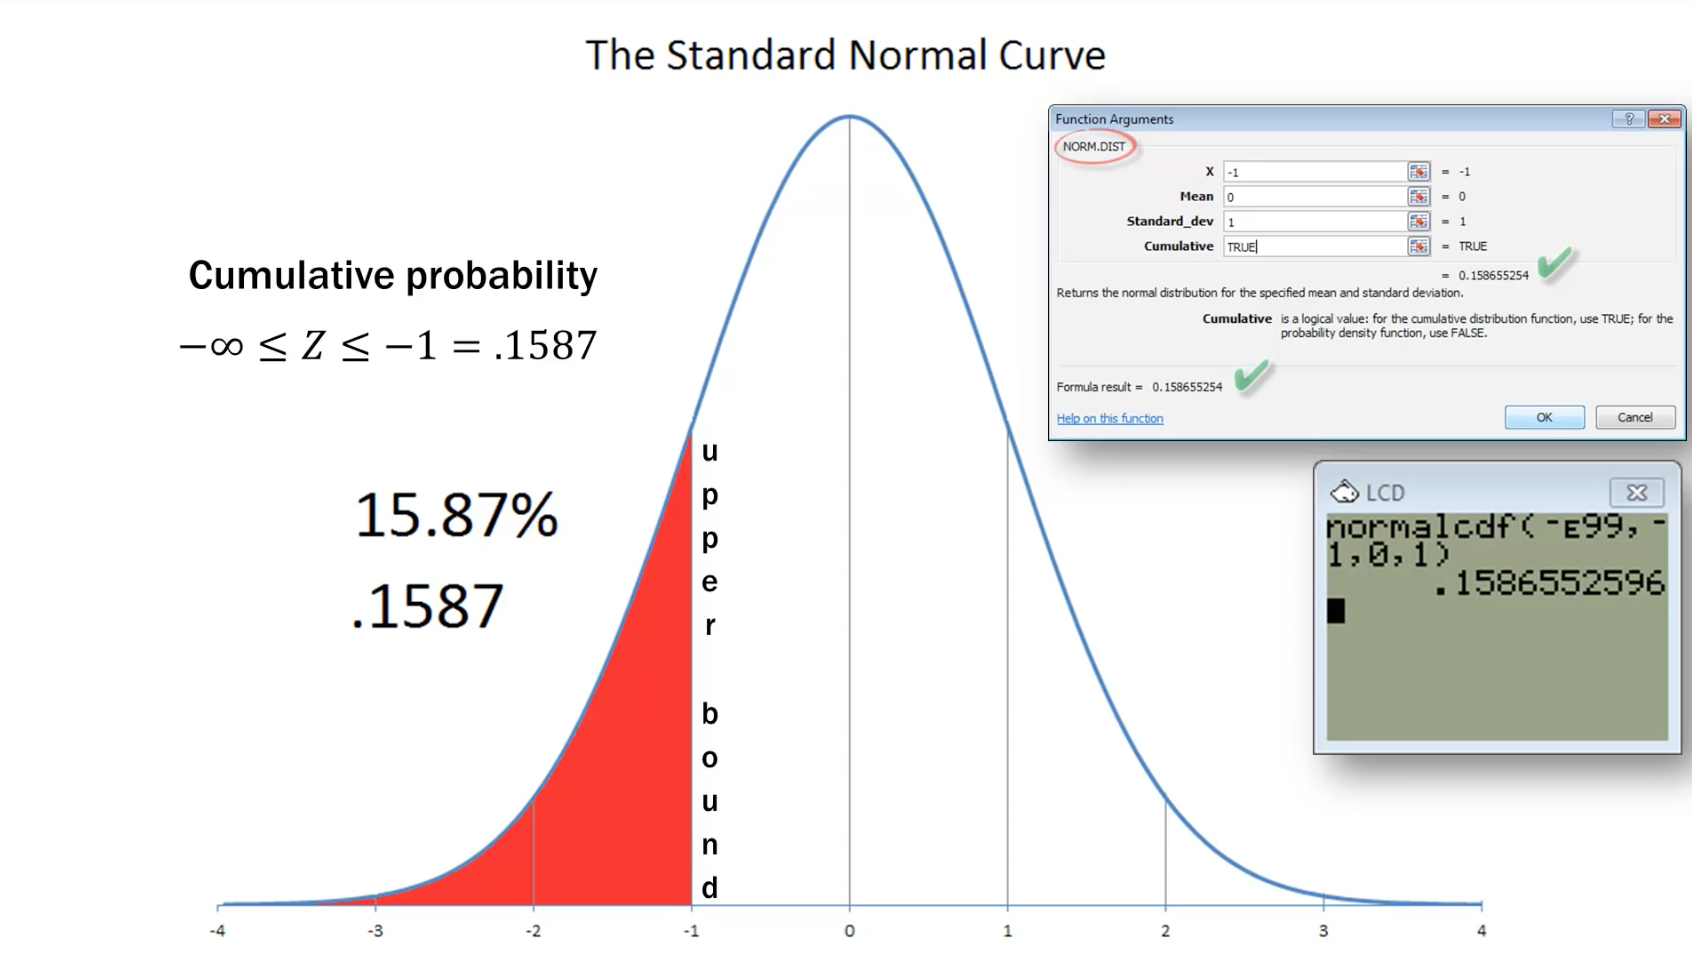 The Standard Normal Curve
Cumulative probability
−∞ ≤ Z ≤ −1 = .1587
15.87%
.1587
upper bound
-4 -3 -2 -1 0 1 2 3 4
Function Arguments
NORM.DIST
X -1 = -1
Mean 0 = 0
Standard_dev 1 = 1
Cumulative TRUE = TRUE
= 0.158655254
Returns the normal distribution for the specified mean and standard deviation.
Cumulative is a logical value: for the cumulative distribution function, use TRUE; for the
probability density function, use FALSE.
Formula result = 0.158655254
Help on this function
OK Cancel
LCD
normalcdf(-E99,-
1,0,1)
.1586552596